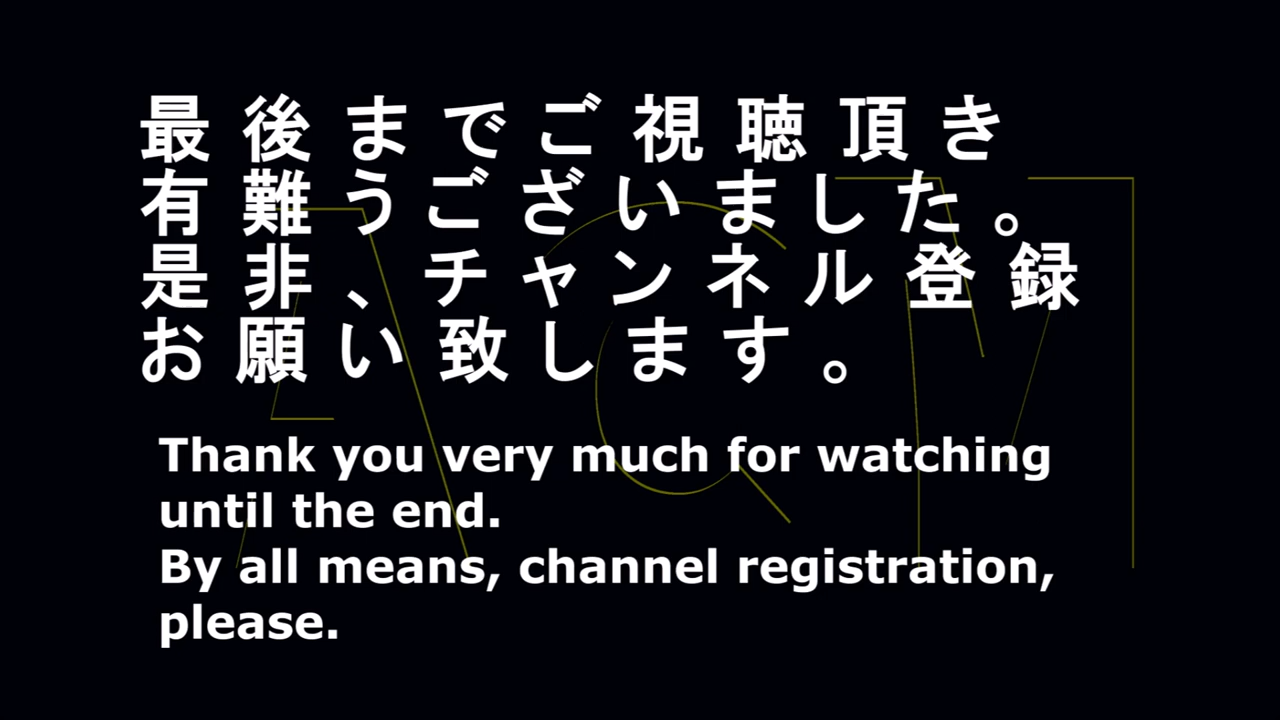 最後までご視聴頂き
有難うございました。
是非、チャンネル登録
お願い致します。
Thank you very much for watching
until the end.
By all means, channel registration,
please.